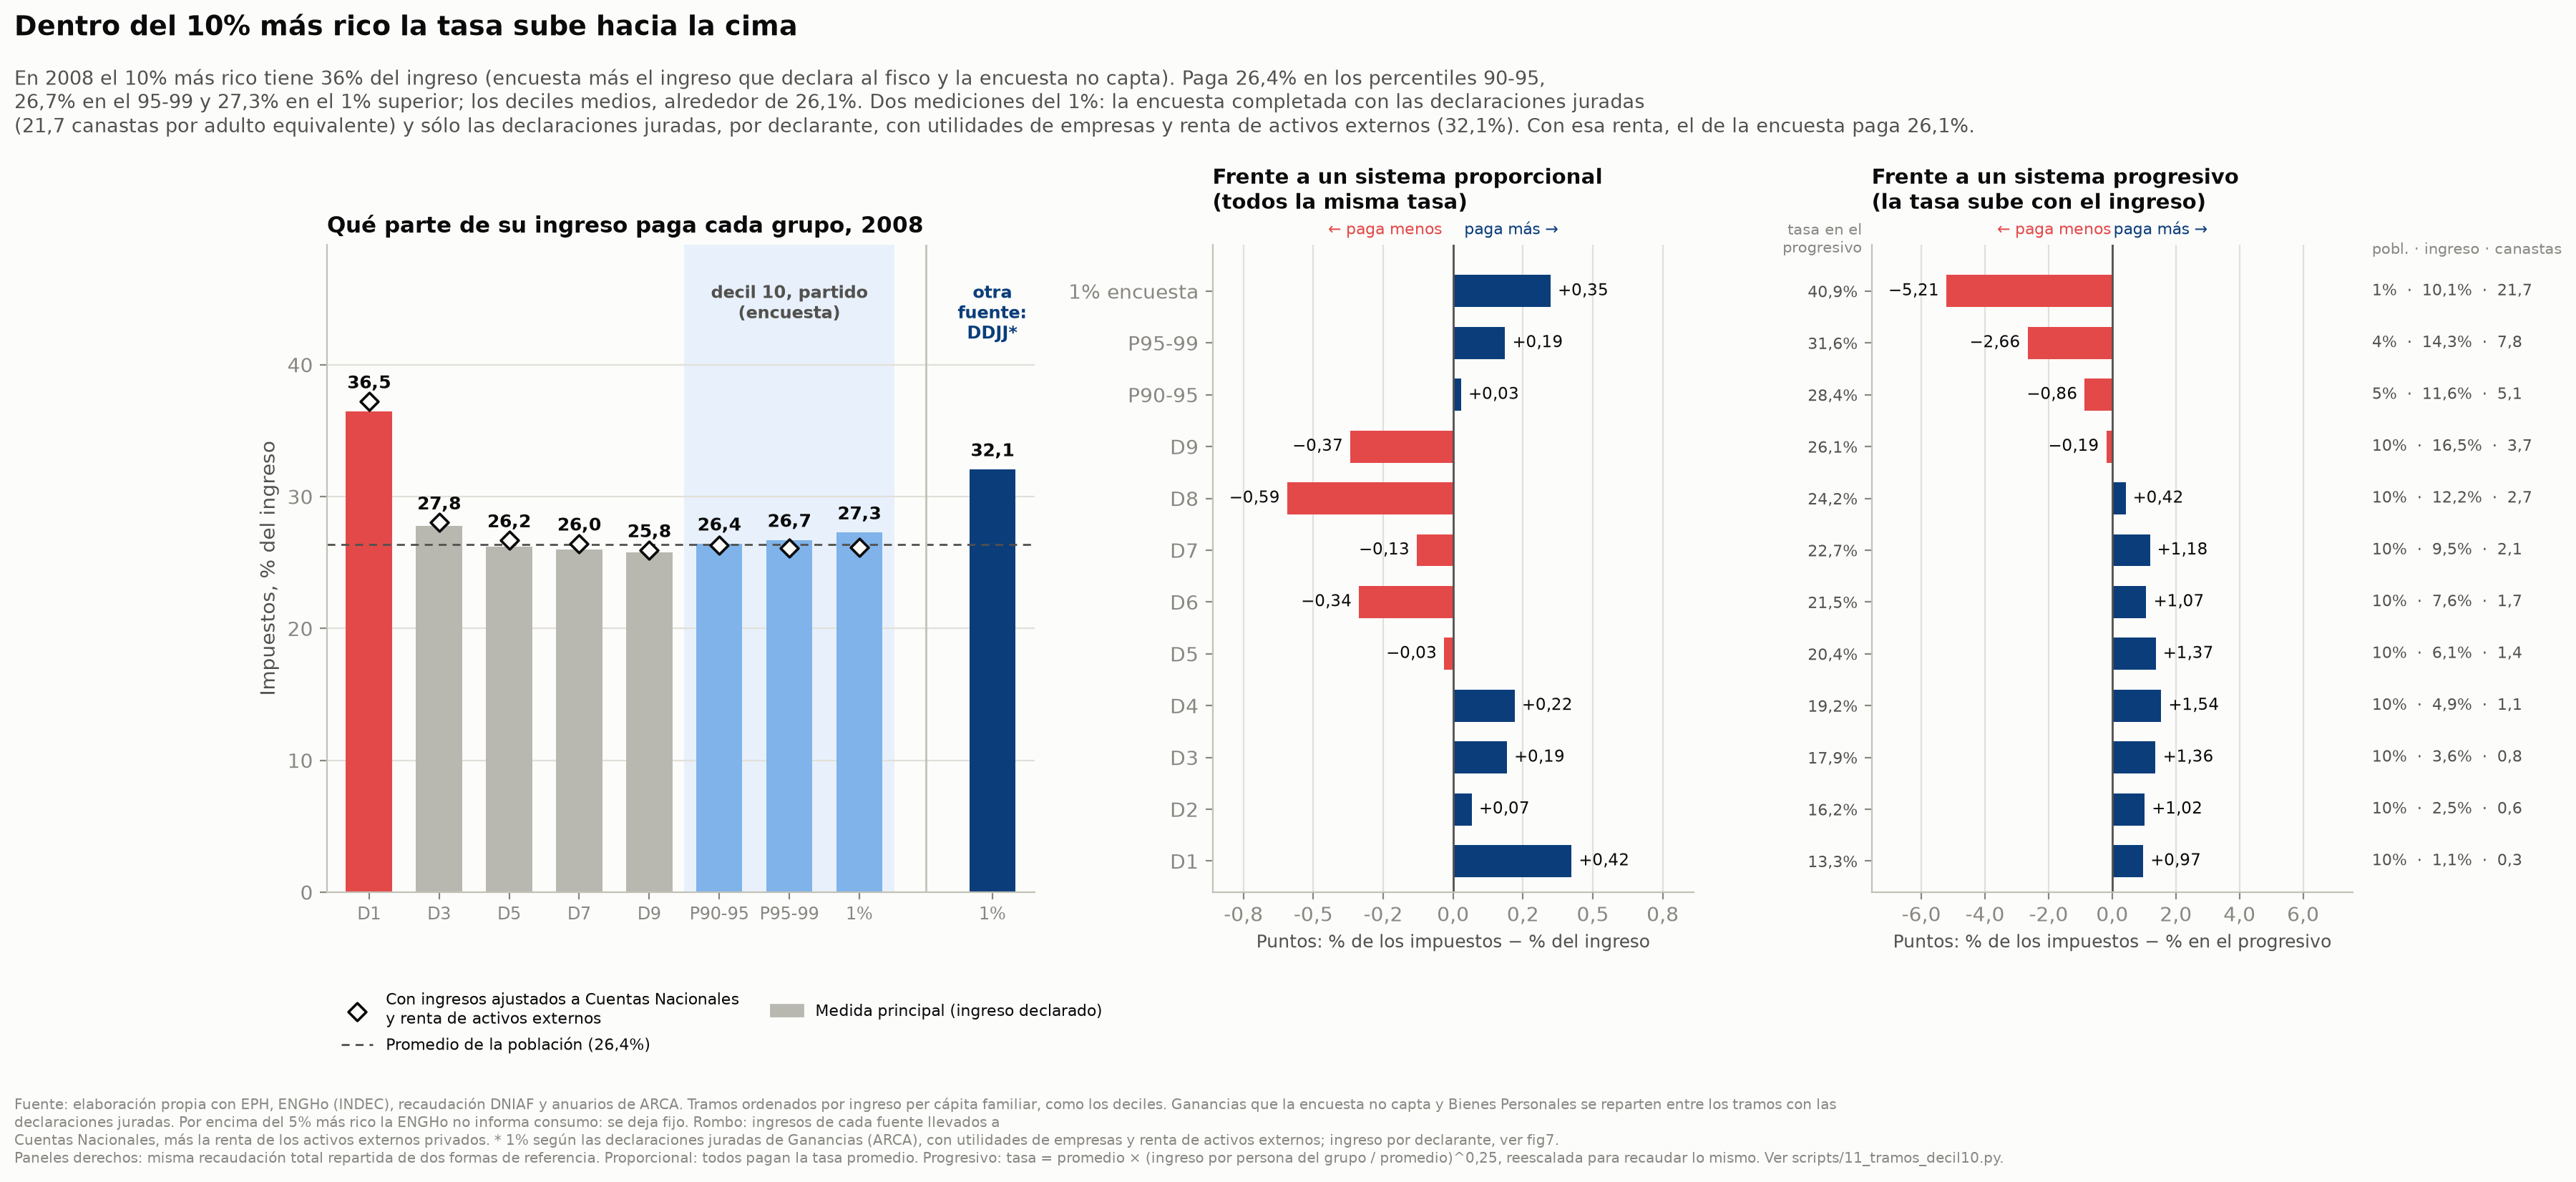 Dentro del 10% más rico la tasa sube hacia la cima
En 2008 el 10% más rico tiene 36% del ingreso (encuesta más el ingreso que declara al fisco y la encuesta no capta). Paga 26,4% en los percentiles 90-95,
26,7% en el 95-99 y 27,3% en el 1% superior; los deciles medios, alrededor de 26,1%. Dos mediciones del 1%: la encuesta completada con las declaraciones juradas
(21,7 canastas por adulto equivalente) y sólo las declaraciones juradas, por declarante, con utilidades de empresas y renta de activos externos (32,1%). Con esa renta, el de la encuesta paga 26,1%.
Qué parte de su ingreso paga cada grupo, 2008
decil 10, partido
(encuesta)
otra
fuente:
DDJJ*
Impuestos, % del ingreso
40
30
20
10
0
36,5
27,8
26,2
26,0
25,8
26,4
26,7
27,3
32,1
D1
D3
D5
D7
D9
P90-95
P95-99
1%
1%
Con ingresos ajustados a Cuentas Nacionales
y renta de activos externos
Promedio de la población (26,4%)
Medida principal (ingreso declarado)
Frente a un sistema proporcional
(todos la misma tasa)
← paga menos
paga más →
1% encuesta
+0,35
P95-99
+0,19
P90-95
+0,03
D9
−0,37
D8
−0,59
D7
−0,13
D6
−0,34
D5
−0,03
D4
+0,22
D3
+0,19
D2
+0,07
D1
+0,42
-0,8
-0,5
-0,2
0,0
0,2
0,5
0,8
Puntos: % de los impuestos − % del ingreso
Frente a un sistema progresivo
(la tasa sube con el ingreso)
tasa en el
progresivo
← paga menos
paga más →
pobl. · ingreso · canastas
40,9%
−5,21
1% · 10,1% · 21,7
31,6%
−2,66
4% · 14,3% · 7,8
28,4%
−0,86
5% · 11,6% · 5,1
26,1%
−0,19
10% · 16,5% · 3,7
24,2%
+0,42
10% · 12,2% · 2,7
22,7%
+1,18
10% · 9,5% · 2,1
21,5%
+1,07
10% · 7,6% · 1,7
20,4%
+1,37
10% · 6,1% · 1,4
19,2%
+1,54
10% · 4,9% · 1,1
17,9%
+1,36
10% · 3,6% · 0,8
16,2%
+1,02
10% · 2,5% · 0,6
13,3%
+0,97
10% · 1,1% · 0,3
-6,0
-4,0
-2,0
0,0
2,0
4,0
6,0
Puntos: % de los impuestos − % en el progresivo
Fuente: elaboración propia con EPH, ENGHo (INDEC), recaudación DNIAF y anuarios de ARCA. Tramos ordenados por ingreso per cápita familiar, como los deciles. Ganancias que la encuesta no capta y Bienes Personales se reparten entre los tramos con las
declaraciones juradas. Por encima del 5% más rico la ENGHo no informa consumo: se deja fijo. Rombo: ingresos de cada fuente llevados a
Cuentas Nacionales, más la renta de los activos externos privados. * 1% según las declaraciones juradas de Ganancias (ARCA), con utilidades de empresas y renta de activos externos; ingreso por declarante, ver fig7.
Paneles derechos: misma recaudación total repartida de dos formas de referencia. Proporcional: todos pagan la tasa promedio. Progresivo: tasa = promedio × (ingreso por persona del grupo / promedio)^0,25, reescalada para recaudar lo mismo. Ver scripts/11_tramos_decil10.py.